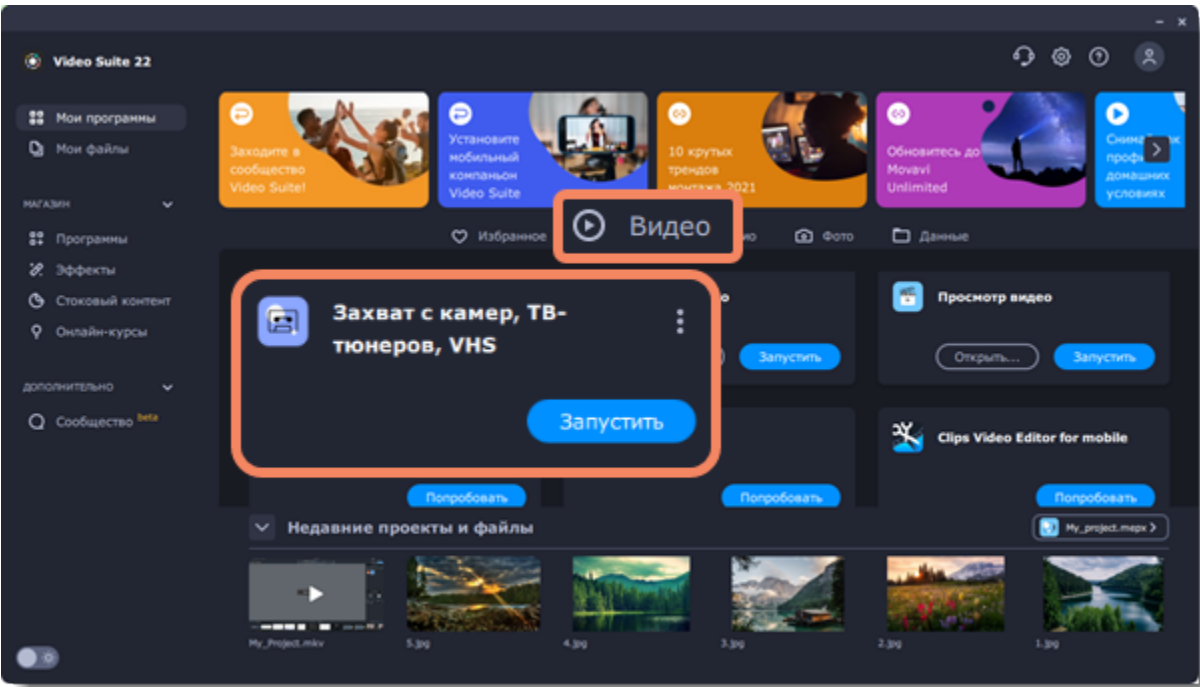 Video Suite 22
Мои программы
Мои файлы
МАГАЗИН
Программы
Эффекты
Стоковый контент
Онлайн-курсы
ДОПОЛНИТЕЛЬНО
Сообщество beta
Заходите в
сообщество
Video Suite!
Установите
мобильный
компаньон
Video Suite
10 крутых
трендов
монтажа 2021
Обновитесь до
Movavi
Unlimited
домашних
условиях
Избранное
Видео
Фото
Данные
Захват с камер, ТВ-
тюнеров, VHS
Запустить
Запустить
Просмотр видео
Открыть...
Запустить
Clips Video Editor for mobile
Попробовать
Попробовать
Попробовать
Недавние проекты и файлы
My_project.mepx
My_Project.mkv
5.jpg
4.jpg
3.jpg
2.jpg
1.jpg